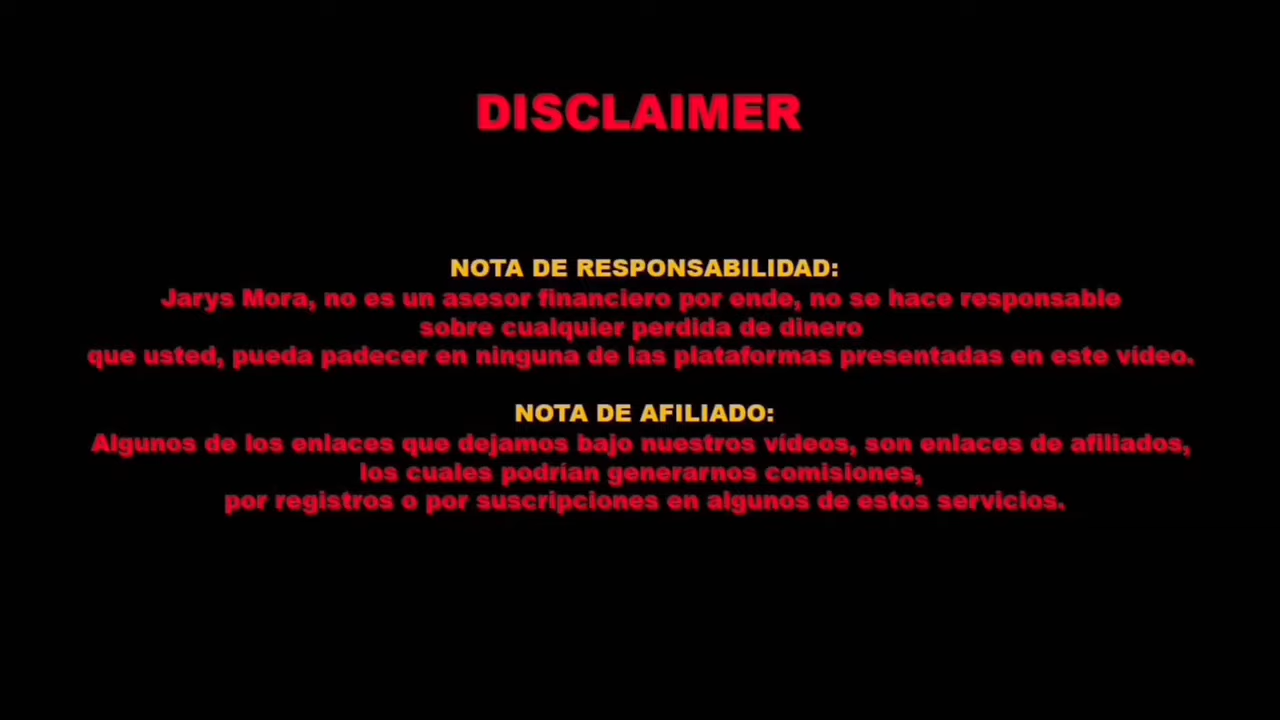 DISCLAIMER
NOTA DE RESPONSABILIDAD:
Jarys Mora, no es un asesor financiero por ende, no se hace responsable
sobre cualquier perdida de dinero
que usted, pueda padecer en ninguna de las plataformas presentadas en este vídeo.
NOTA DE AFILIADO:
Algunos de los enlaces que dejamos bajo nuestros vídeos, son enlaces de afiliados,
los cuales podrían generarnos comisiones,
por registros o por suscripciones en algunos de estos servicios.